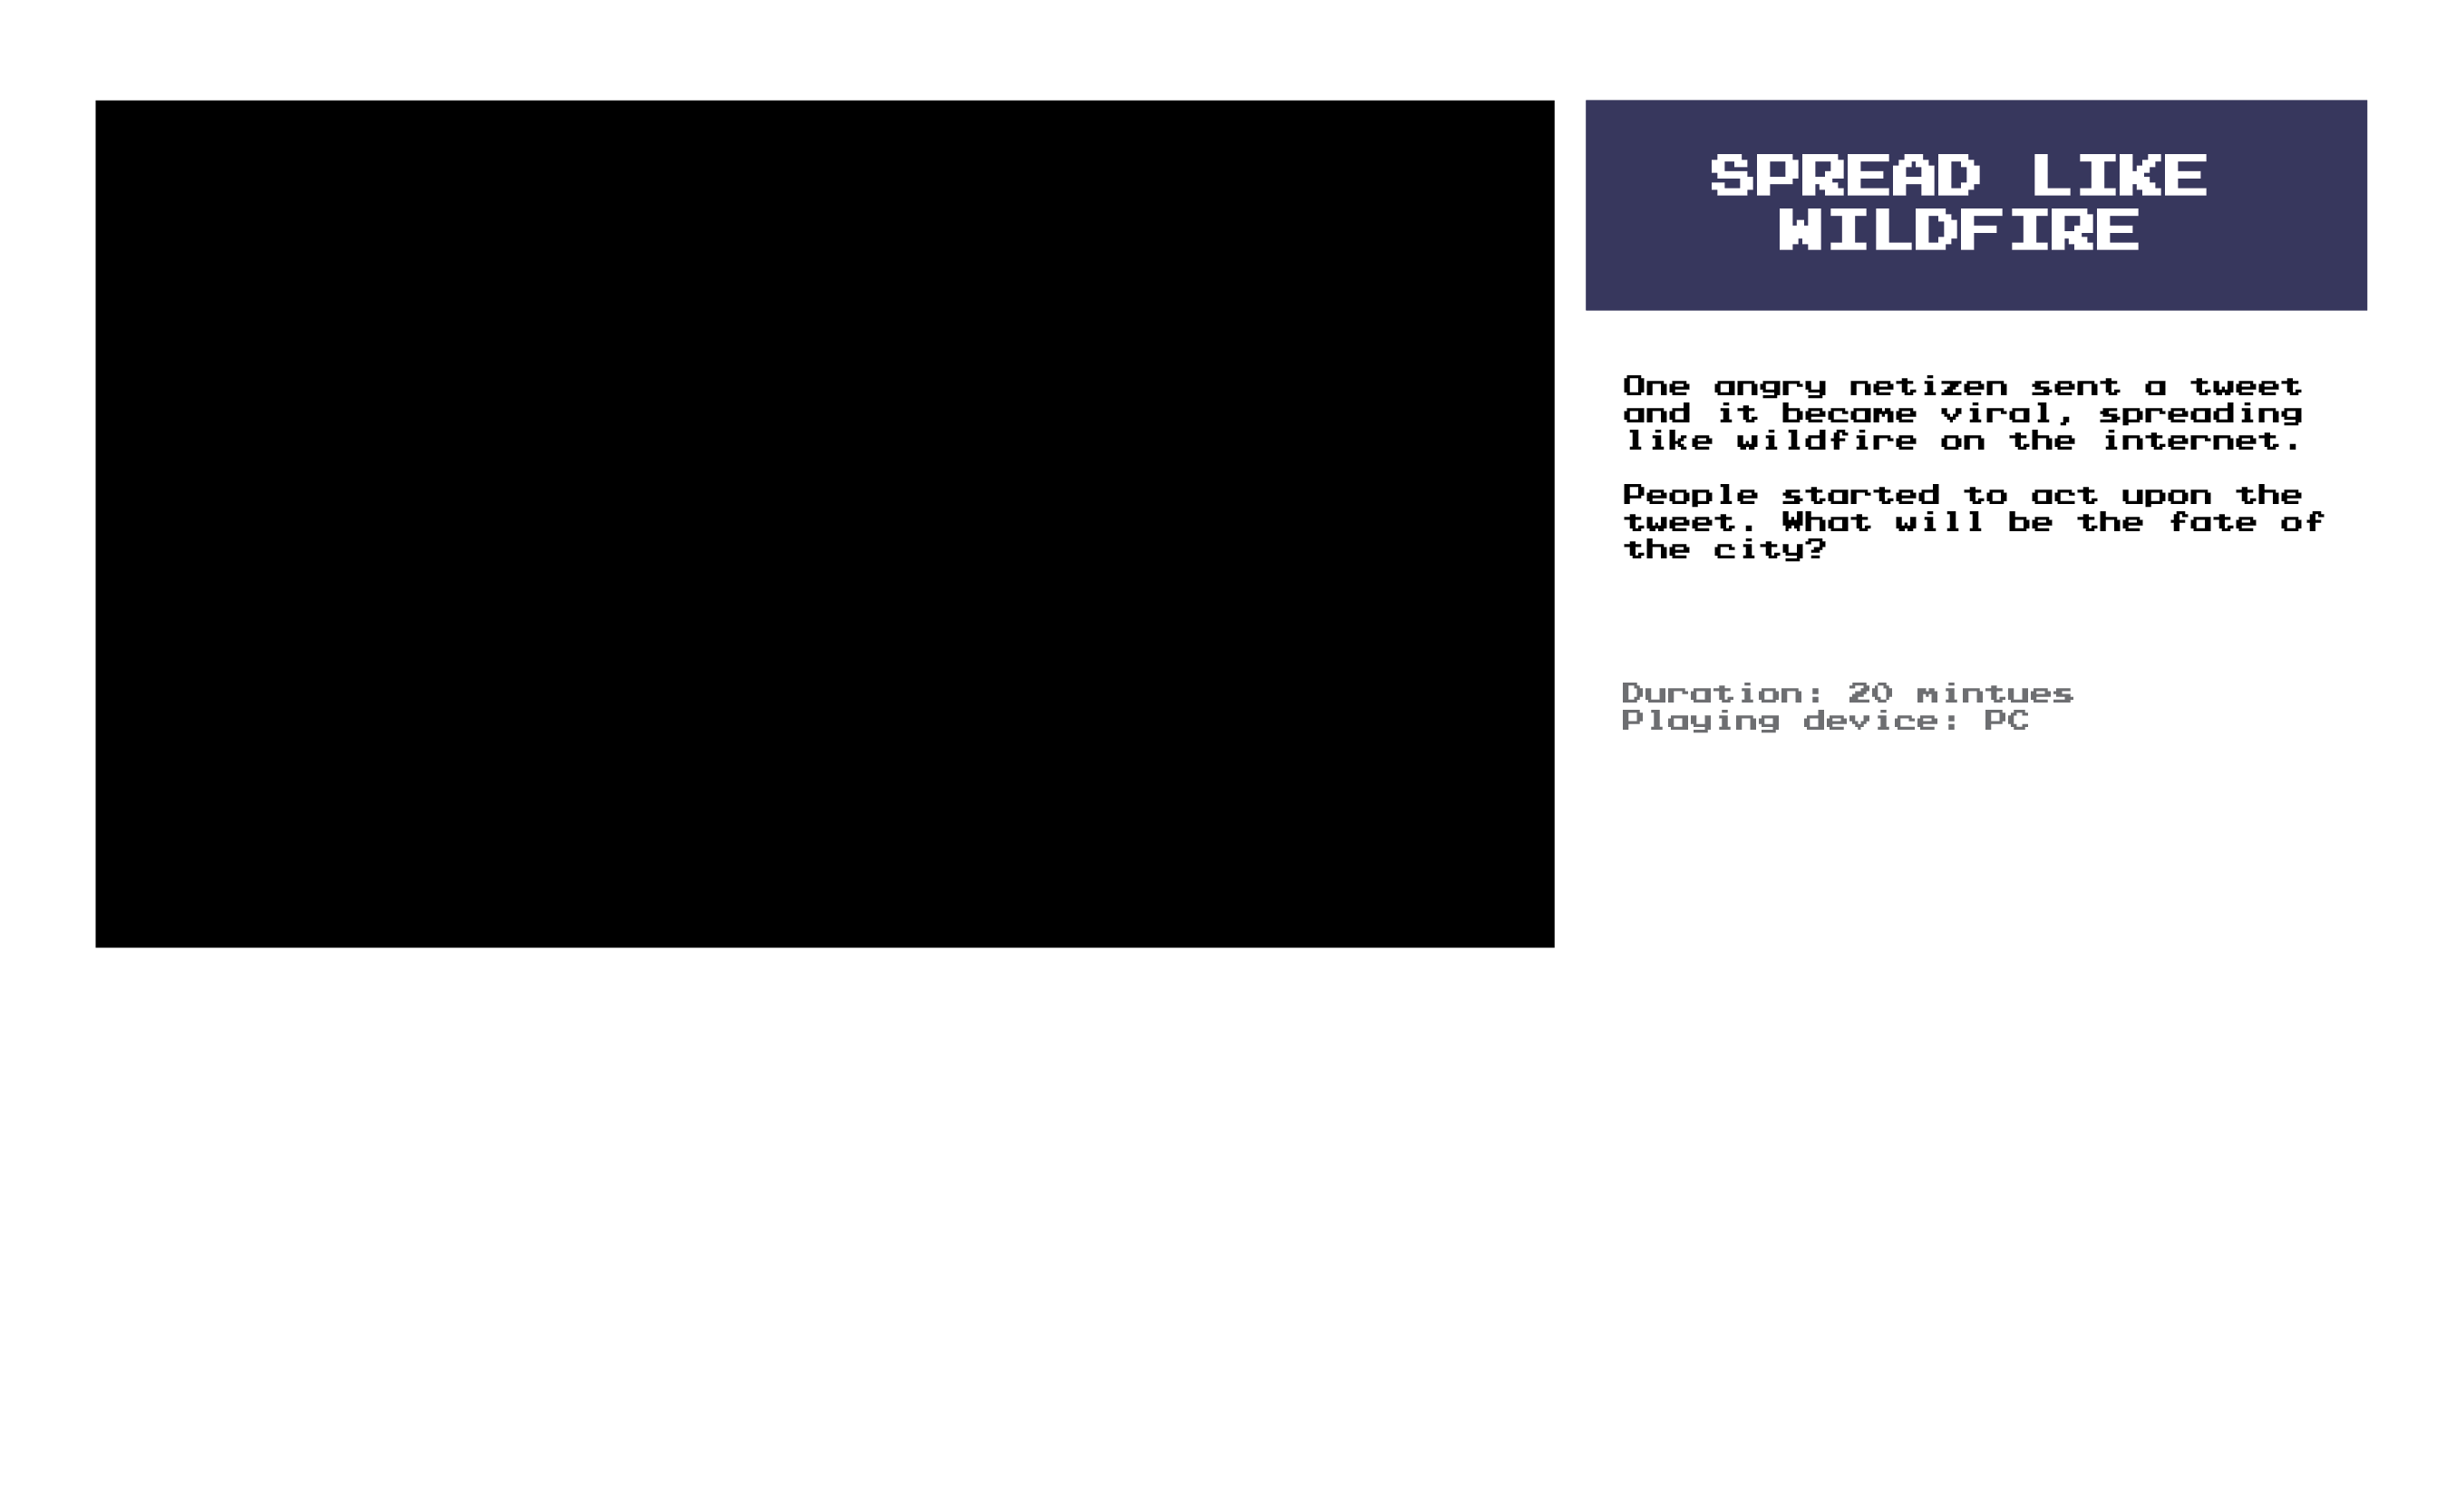 SPREAD LIKE
WILDFIRE
One angry netizen sent a tweet
and it became viral, spreading
like wildfire on the internet.
People started to act upon the
tweet. What will be the fate of
the city?
Duration: 20 mintues
Playing device: PC